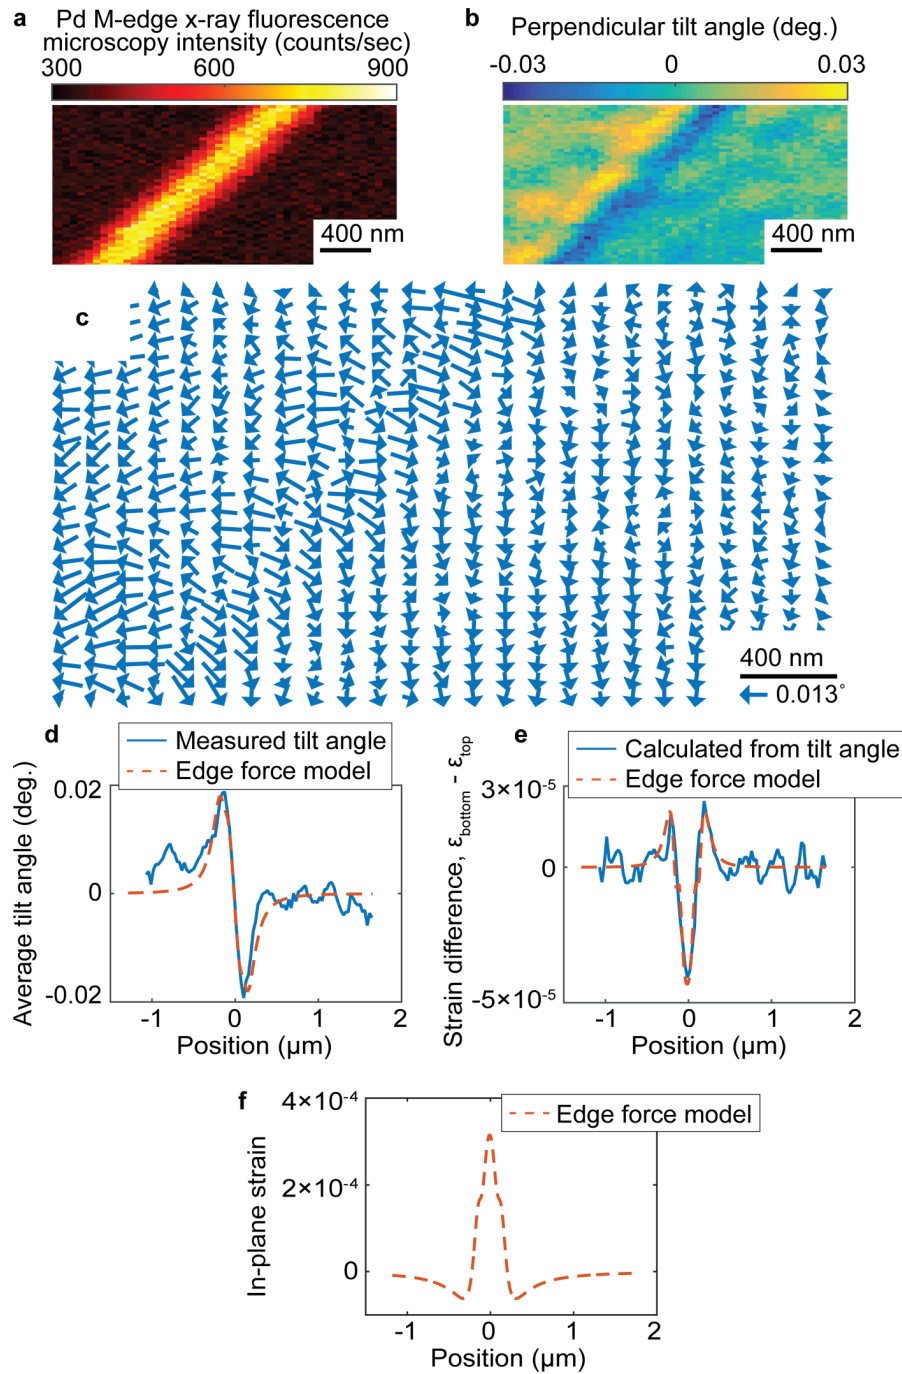 a
Pd M-edge x-ray fluorescence
microscopy intensity (counts/sec)
300 600 900
400 nm
b
Perpendicular tilt angle (deg.)
-0.03 0 0.03
400 nm
c
400 nm
0.013°
d
Measured tilt angle
Edge force model
Average tilt angle (deg.)
0.02
0
-0.02
-1 0 1 2
Position (µm)
e
Calculated from tilt angle
Edge force model
Strain difference, ε_bottom - ε_top
3×10⁻⁵
0
-5×10⁻⁵
-1 0 1 2
Position (µm)
f
Edge force model
In-plane strain
4×10⁻⁴
2×10⁻⁴
0
-1 0 1 2
Position (µm)